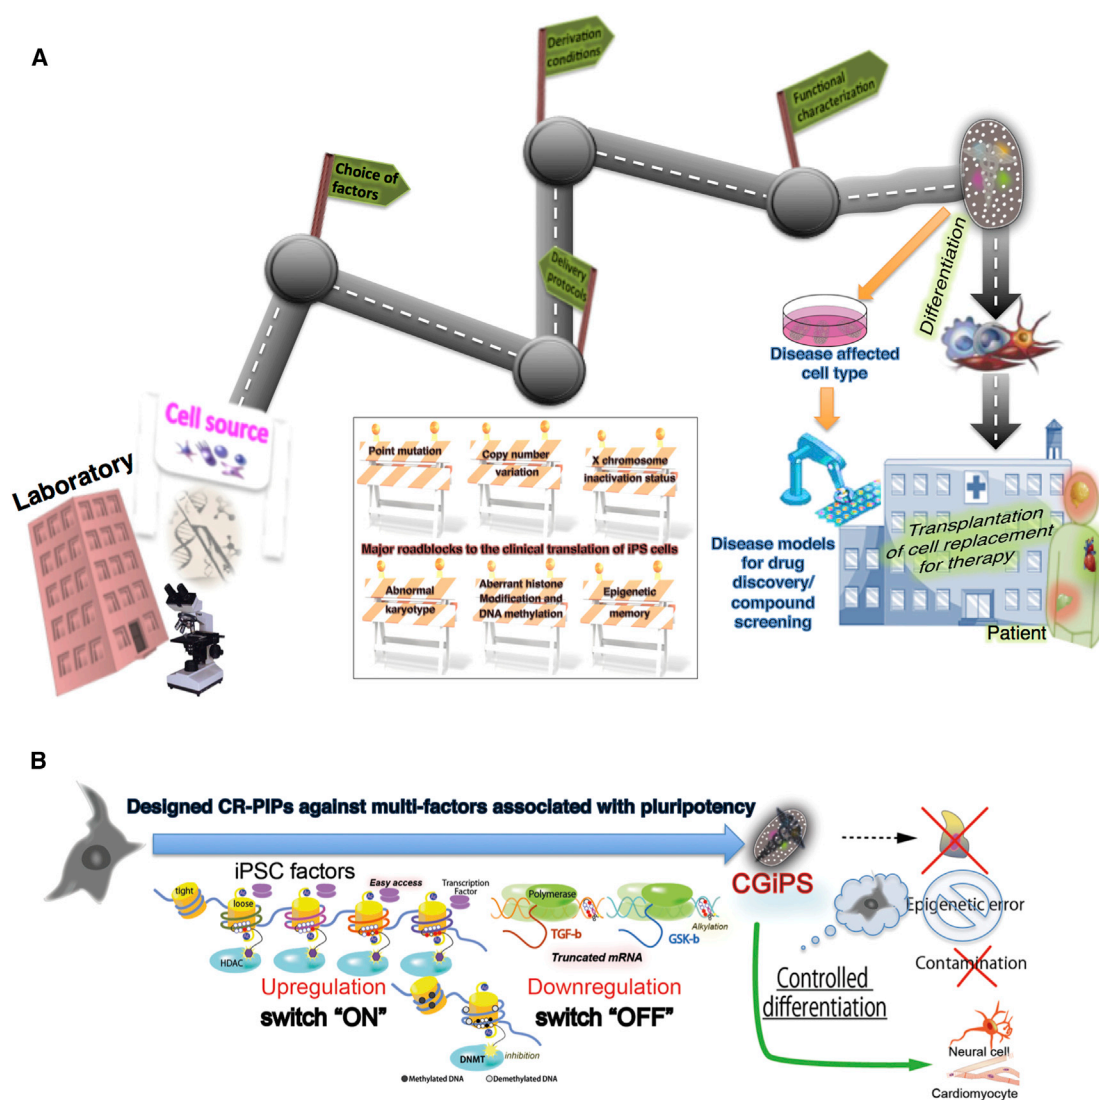 A
Derivation
conditions
Functional
characterization
Choice of
factors
Delivery
protocols
Differentiation
Cell source
Laboratory
Disease affected
cell type
Point mutation
Copy number
variation
X chromosome
inactivation status
Major roadblocks to the clinical translation of iPS cells
Abnormal
karyotype
Aberrant histone
Modification and
DNA methylation
Epigenetic
memory
Disease models
for drug
discovery/
compound
screening
Transplantation
of cell replacement
for therapy
Patient
B
Designed CR-PIPs against multi-factors associated with pluripotency
iPSC factors
tight
loose
Easy access
Transcription
Factor
HDAC
Polymerase
TGF-b
GSK-b
Alkylation
Truncated mRNA
Upregulation
switch “ON”
Downregulation
switch “OFF”
DNMT
inhibition
Methylated DNA
Demethylated DNA
CGiPS
Epigenetic error
Contamination
Controlled
differentiation
Neural cell
Cardiomyocyte